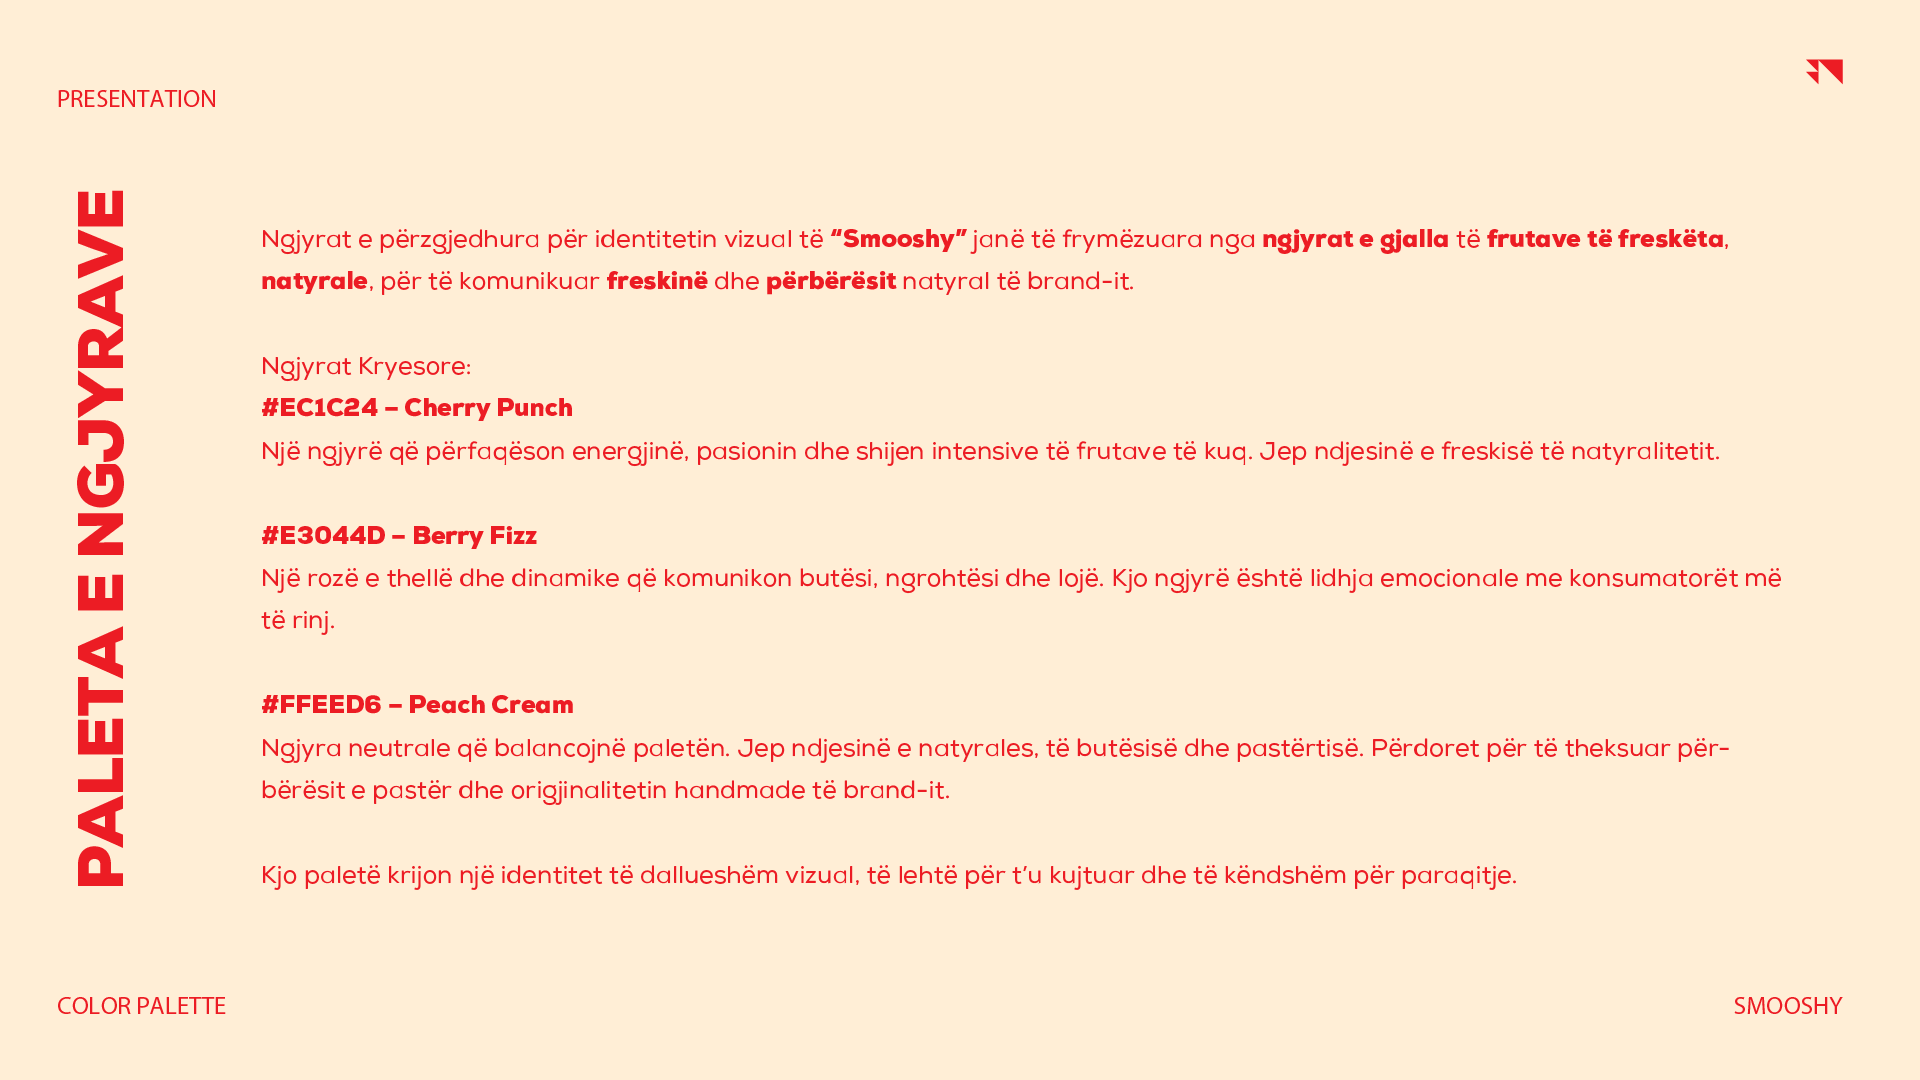 PRESENTATION
PALETA E NGJYRAVE
Ngjyrat e përzgjedhura për identitetin vizual të “Smooshy” janë të frymëzuara nga ngjyrat e gjalla të frutave të freskëta,
natyrale, për të komunikuar freskinë dhe përbërësit natyral të brand-it.
Ngjyrat Kryesore:
#EC1C24 – Cherry Punch
Një ngjyrë që përfaqëson energjinë, pasionin dhe shijen intensive të frutave të kuq. Jep ndjesinë e freskisë të natyralitetit.
#E3044D – Berry Fizz
Një rozë e thellë dhe dinamike që komunikon butësi, ngrohtësi dhe lojë. Kjo ngjyrë është lidhja emocionale me konsumatorët më
të rinj.
#FFEED6 – Peach Cream
Ngjyra neutrale që balancojnë paletën. Jep ndjesinë e natyrales, të butësisë dhe pastërtisë. Përdoret për të theksuar për-
bërësit e pastër dhe origjinalitetin handmade të brand-it.
Kjo paletë krijon një identitet të dallueshëm vizual, të lehtë për t’u kujtuar dhe të këndshëm për paraqitje.
COLOR PALETTE
SMOOSHY